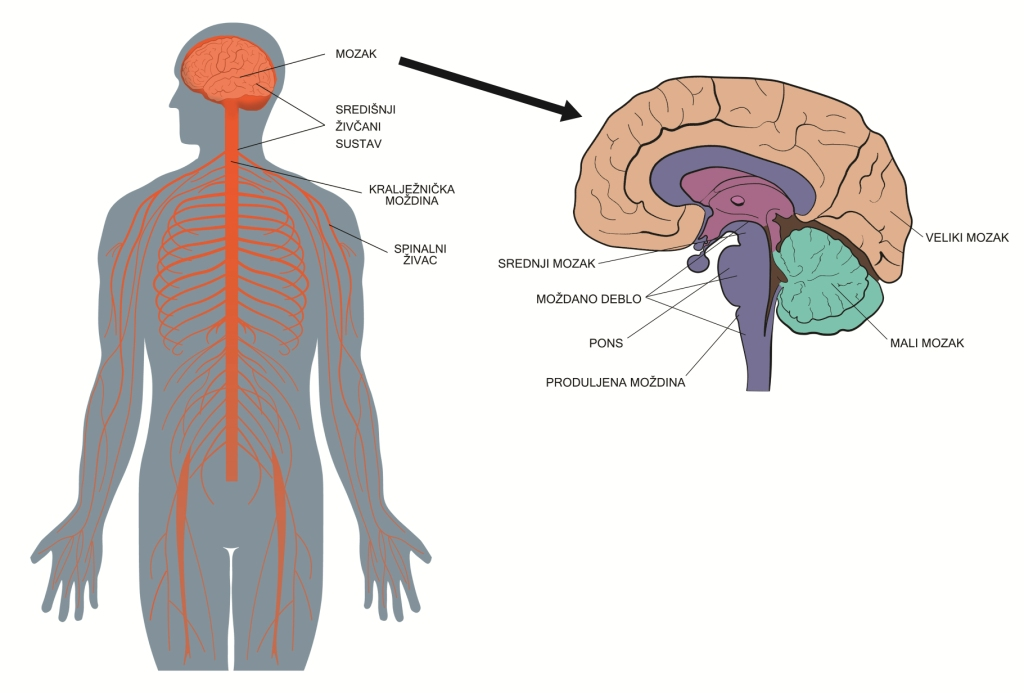 MOZAK
SREDIŠNJI
ŽIVČANI
SUSTAV
KRALJEŽNIČKA
MOŽDINA
SPINALNI
ŽIVAC
VELIKI MOZAK
SREDNJI MOZAK
MOŽDANO DEBLO
PONS
MALI MOZAK
PRODULJENA MOŽDINA